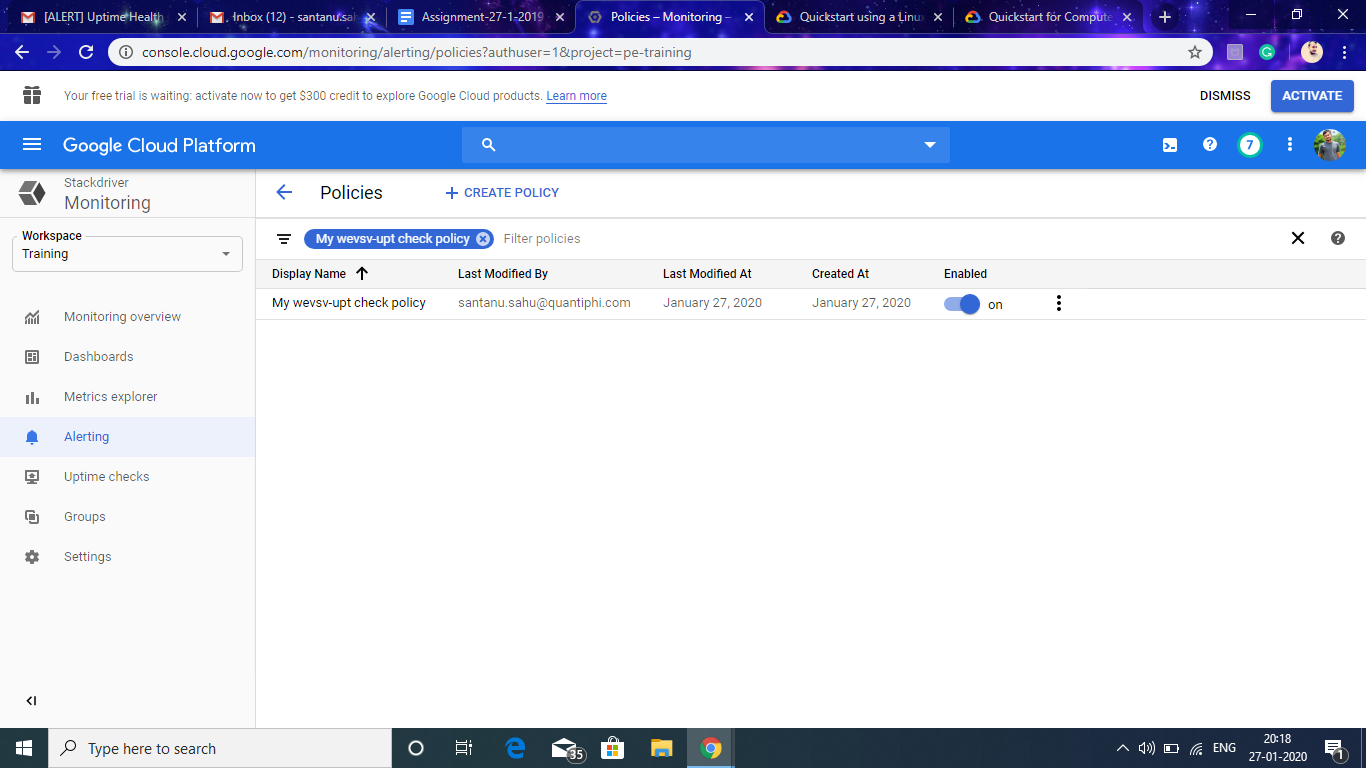 [ALERT] Uptime Health
Inbox (12) - santanu.sa
Assignment-27-1-2019
Policies – Monitoring –
Quickstart using a Linux
Quickstart for Compute
console.cloud.google.com/monitoring/alerting/policies?authuser=1&project=pe-training
Your free trial is waiting: activate now to get $300 credit to explore Google Cloud products. Learn more
DISMISS
ACTIVATE
Google Cloud Platform
7
Stackdriver
Monitoring
Policies
CREATE POLICY
Workspace
Training
My wevsv-upt check policy
Filter policies
Display Name
Last Modified By
Last Modified At
Created At
Enabled
My wevsv-upt check policy
santanu.sahu@quantiphi.com
January 27, 2020
January 27, 2020
on
Monitoring overview
Dashboards
Metrics explorer
Alerting
Uptime checks
Groups
Settings
Type here to search
35
ENG
20:18
27-01-2020
1